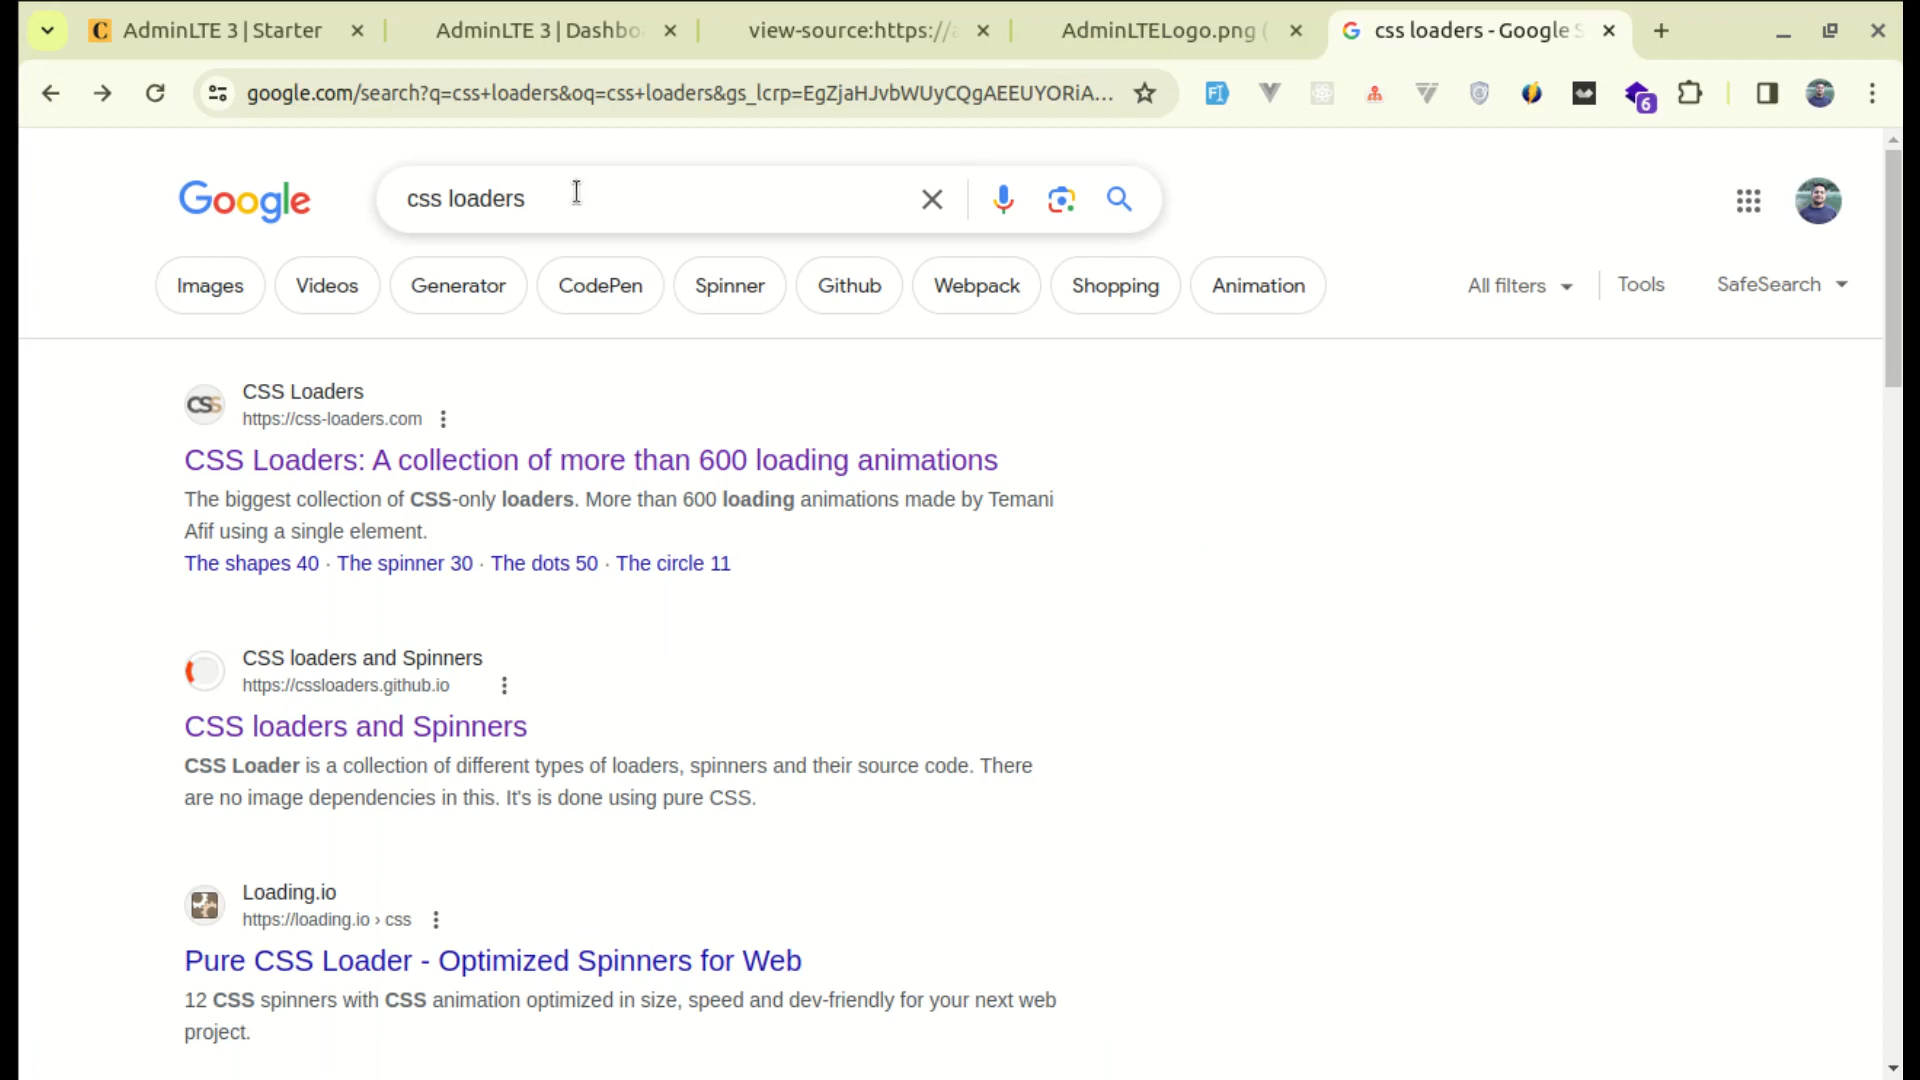 AdminLTE 3 | Starter
AdminLTE 3 | Dashbo
view-source:https://a
AdminLTELogo.png (
css loaders - Google S
google.com/search?q=css+loaders&oq=css+loaders&gs_lcrp=EgZjaHJvbWUyCQgAEEUYORiA...
6
Google
css loaders
Images
Videos
Generator
CodePen
Spinner
Github
Webpack
Shopping
Animation
All filters
Tools
SafeSearch
CSS
CSS Loaders
https://css-loaders.com
CSS Loaders: A collection of more than 600 loading animations
The biggest collection of CSS-only loaders. More than 600 loading animations made by Temani
Afif using a single element.
The shapes 40 · The spinner 30 · The dots 50 · The circle 11
CSS loaders and Spinners
https://cssloaders.github.io
CSS loaders and Spinners
CSS Loader is a collection of different types of loaders, spinners and their source code. There
are no image dependencies in this. It's is done using pure CSS.
Loading.io
https://loading.io › css
Pure CSS Loader - Optimized Spinners for Web
12 CSS spinners with CSS animation optimized in size, speed and dev-friendly for your next web
project.